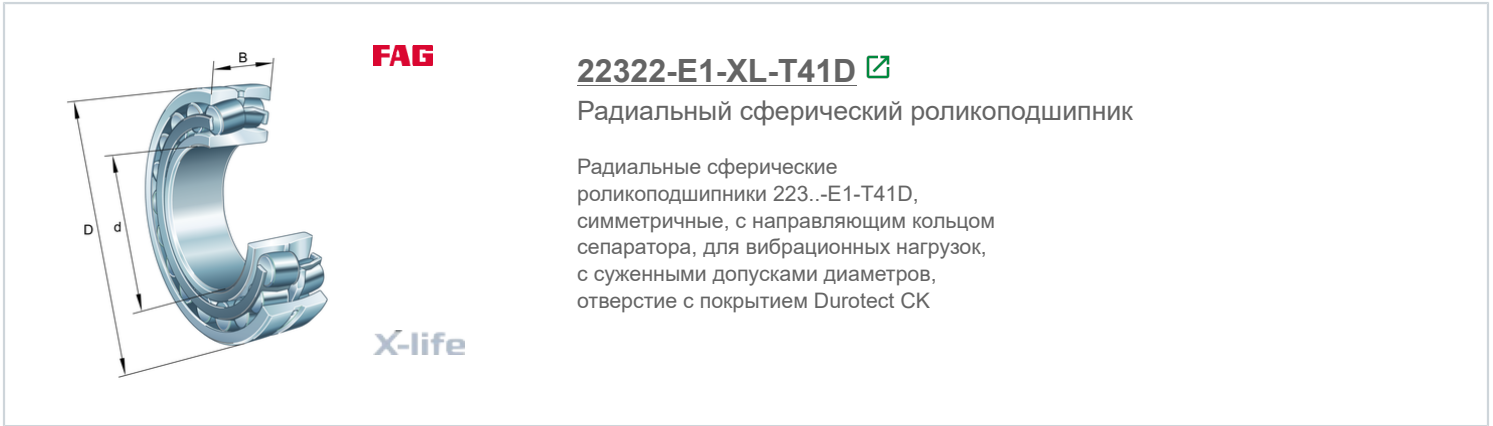 B
D
d
FAG
X-life
22322-E1-XL-T41D
Радиальный сферический роликоподшипник
Радиальные сферические
роликоподшипники 223..-E1-T41D,
симметричные, с направляющим кольцом
сепаратора, для вибрационных нагрузок,
с суженными допусками диаметров,
отверстие с покрытием Durotect CK